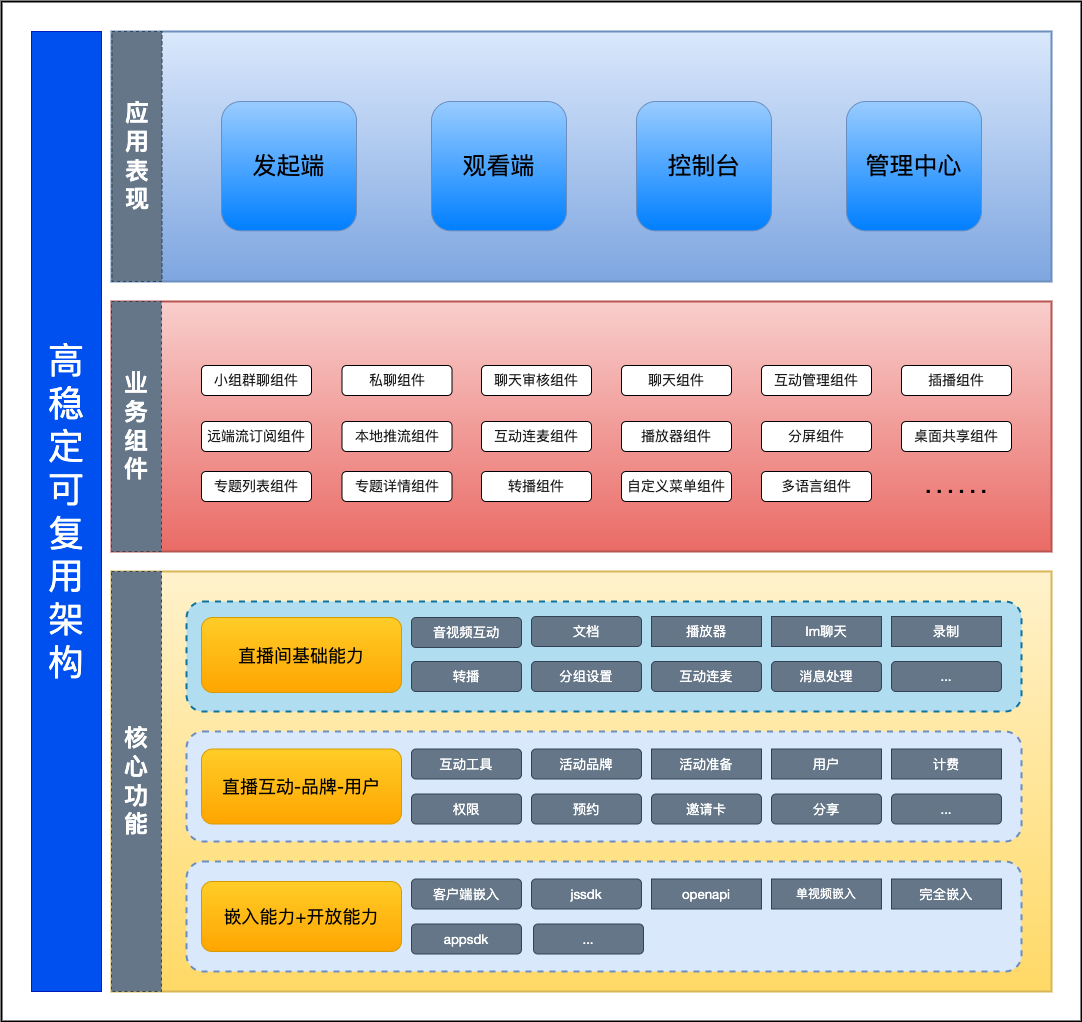 高稳定可复用架构
应用表现
发起端
观看端
控制台
管理中心
业务组件
小组群聊组件
私聊组件
聊天审核组件
聊天组件
互动管理组件
插播组件
远端流订阅组件
本地推流组件
互动连麦组件
播放器组件
分屏组件
桌面共享组件
专题列表组件
专题详情组件
转播组件
自定义菜单组件
多语言组件
......
核心功能
直播间基础能力
音视频互动
文档
播放器
Im聊天
录制
转播
分组设置
互动连麦
消息处理
...
直播互动-品牌-用户
互动工具
活动品牌
活动准备
用户
计费
权限
预约
邀请卡
分享
...
嵌入能力+开放能力
客户端嵌入
jssdk
openapi
单视频嵌入
完全嵌入
appsdk
...